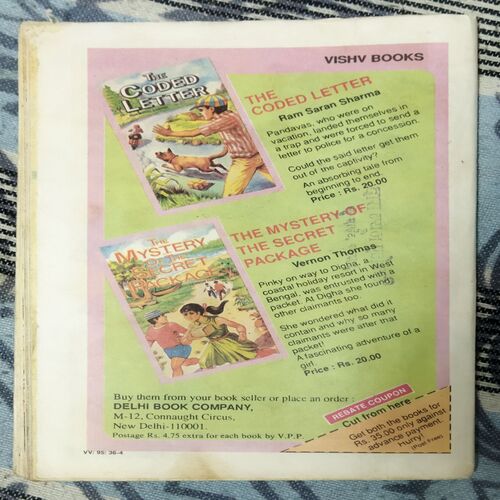 VISHV BOOKS
THE
CODED
LETTER
THE
CODED LETTER
Ram Saran Sharma
Pandavas, who were on
vacation, landed themselves in
a trap and were forced to send a
letter to police for a concession.
Could the said letter get them
out of the captivity?
An absorbing tale from
beginning to end.
Price : Rs. 20.00
THE
MYSTERY
OF THE
SECRET
PACKAGE
THE MYSTERY OF
THE SECRET
PACKAGE
Vernon Thomas
Pinky on way to Digha, a
coastal holiday resort in West
Bengal, was entrusted with a
packet. At Digha she found
other claimants too.
She wondered what did it
contain and why so many
claimants were after that
packet!
A fascinating adventure of a
girl.
Price : Rs. 20.00
Buy them from your book seller or place an order :
DELHI BOOK COMPANY,
M-12, Connaught Circus,
New Delhi-110001.
Postage Rs. 4.75 extra for each book by V.P.P.
REBATE COUPON
Cut from here
Get both the books for
Rs. 35.00 only against
advance payment.
Hurry!
(Post Free)
VV: 95: 36-4